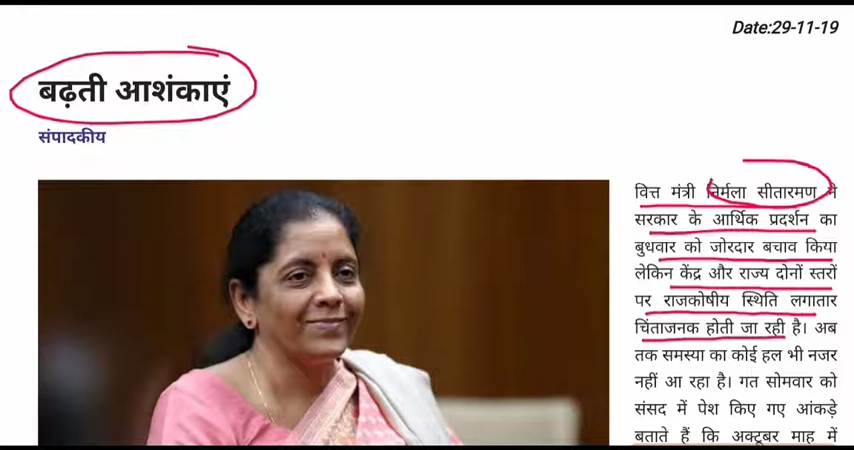 Date:29-11-19
बढ़ती आशंकाएं
संपादकीय
वित्त मंत्री निर्मला सीतारमण ने
सरकार के आर्थिक प्रदर्शन का
बुधवार को जोरदार बचाव किया
लेकिन केंद्र और राज्य दोनों स्तरों
पर राजकोषीय स्थिति लगातार
चिंताजनक होती जा रही है। अब
तक समस्या का कोई हल भी नजर
नहीं आ रहा है। गत सोमवार को
संसद में पेश किए गए आंकड़े
बताते हैं कि अक्टूबर माह में